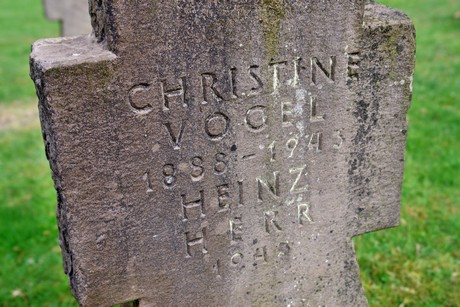 CHRISTINE
VOGEL
1888-1943
HEINZ
HERR